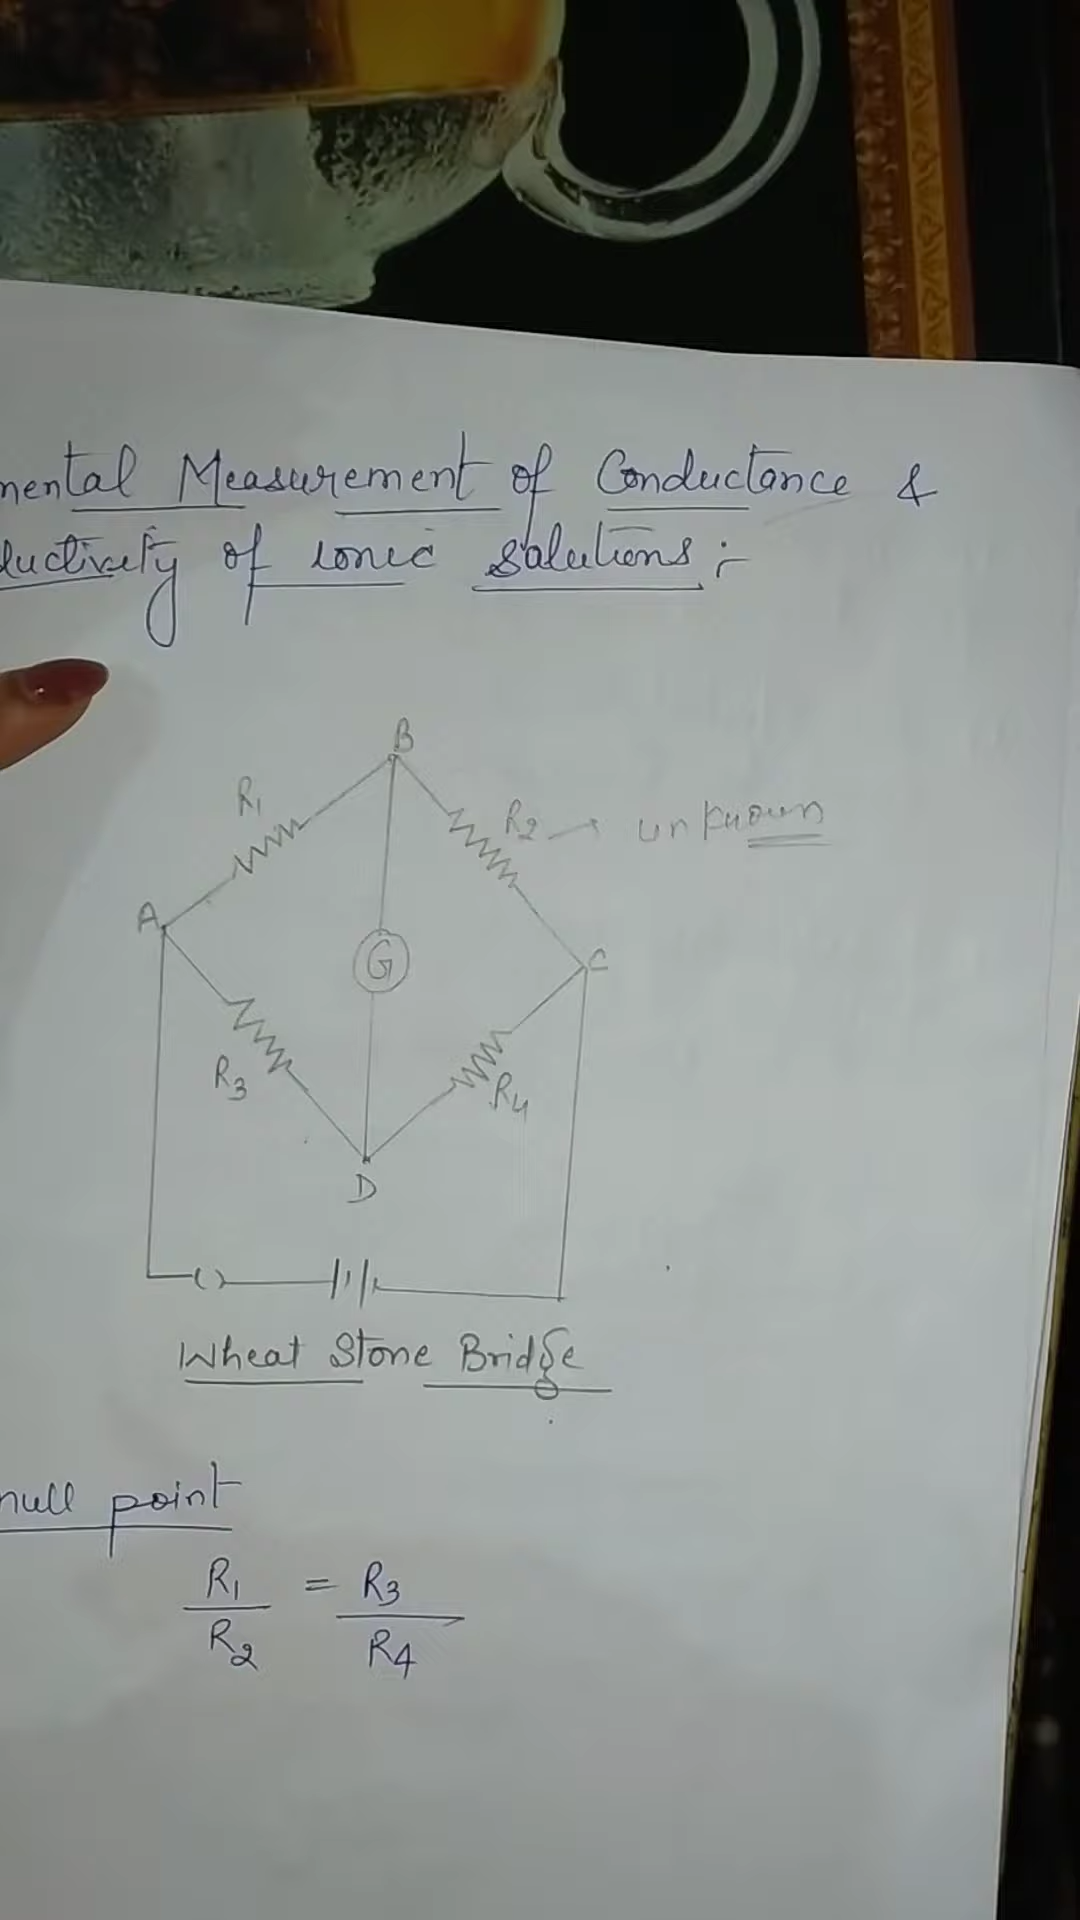 mental Measurement of Conductance &
ductivity of ionic solutions :-
B
R1
R2 → unknown
A
G
C
R3
R4
D
Wheat Stone Bridge
null point
R1 = R3
R2 R4